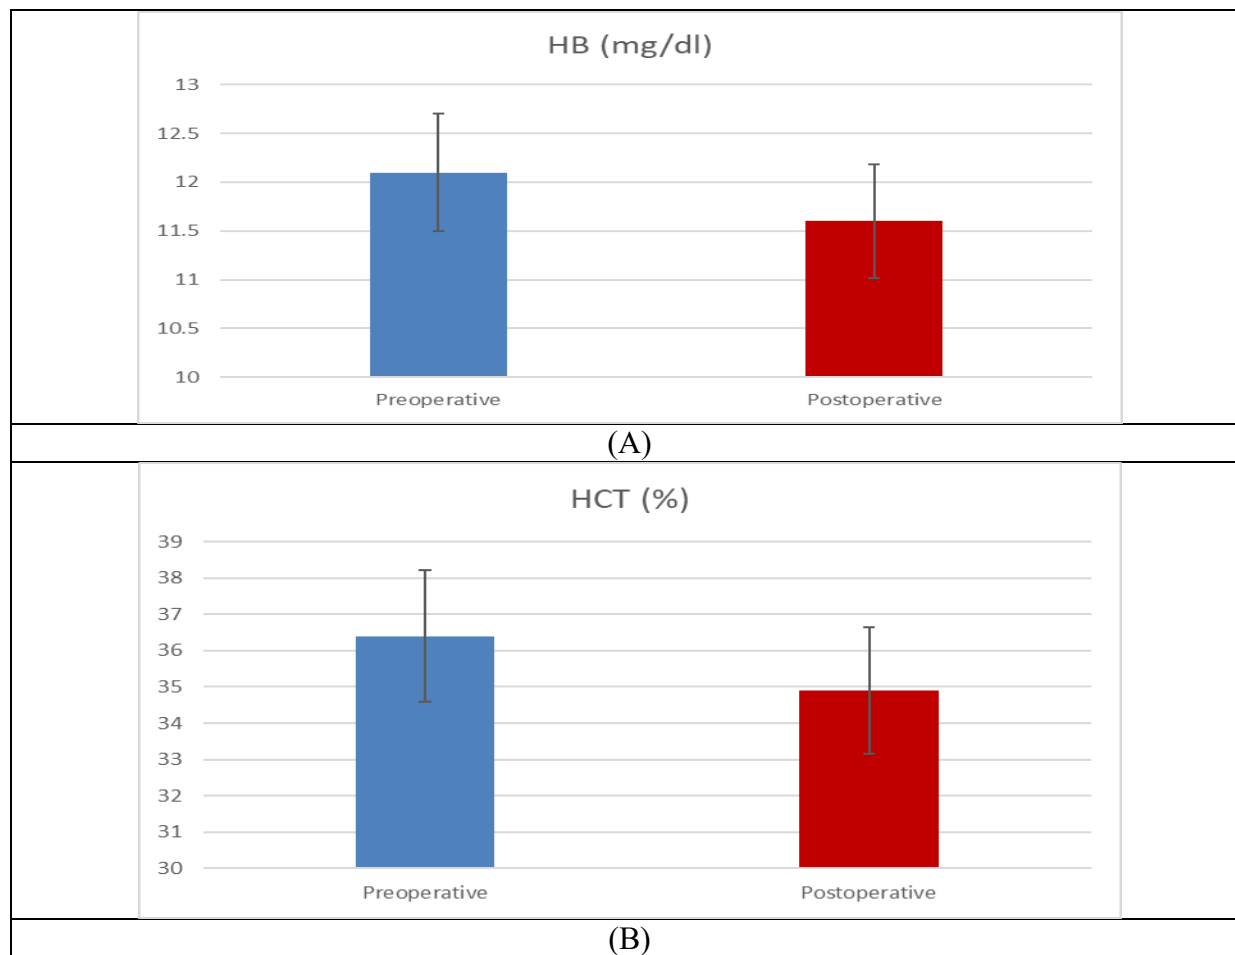 HB (mg/dl)
13
12.5
12
11.5
11
10.5
10
Preoperative Postoperative
(A)
HCT (%)
39
38
37
36
35
34
33
32
31
30
Preoperative Postoperative
(B)